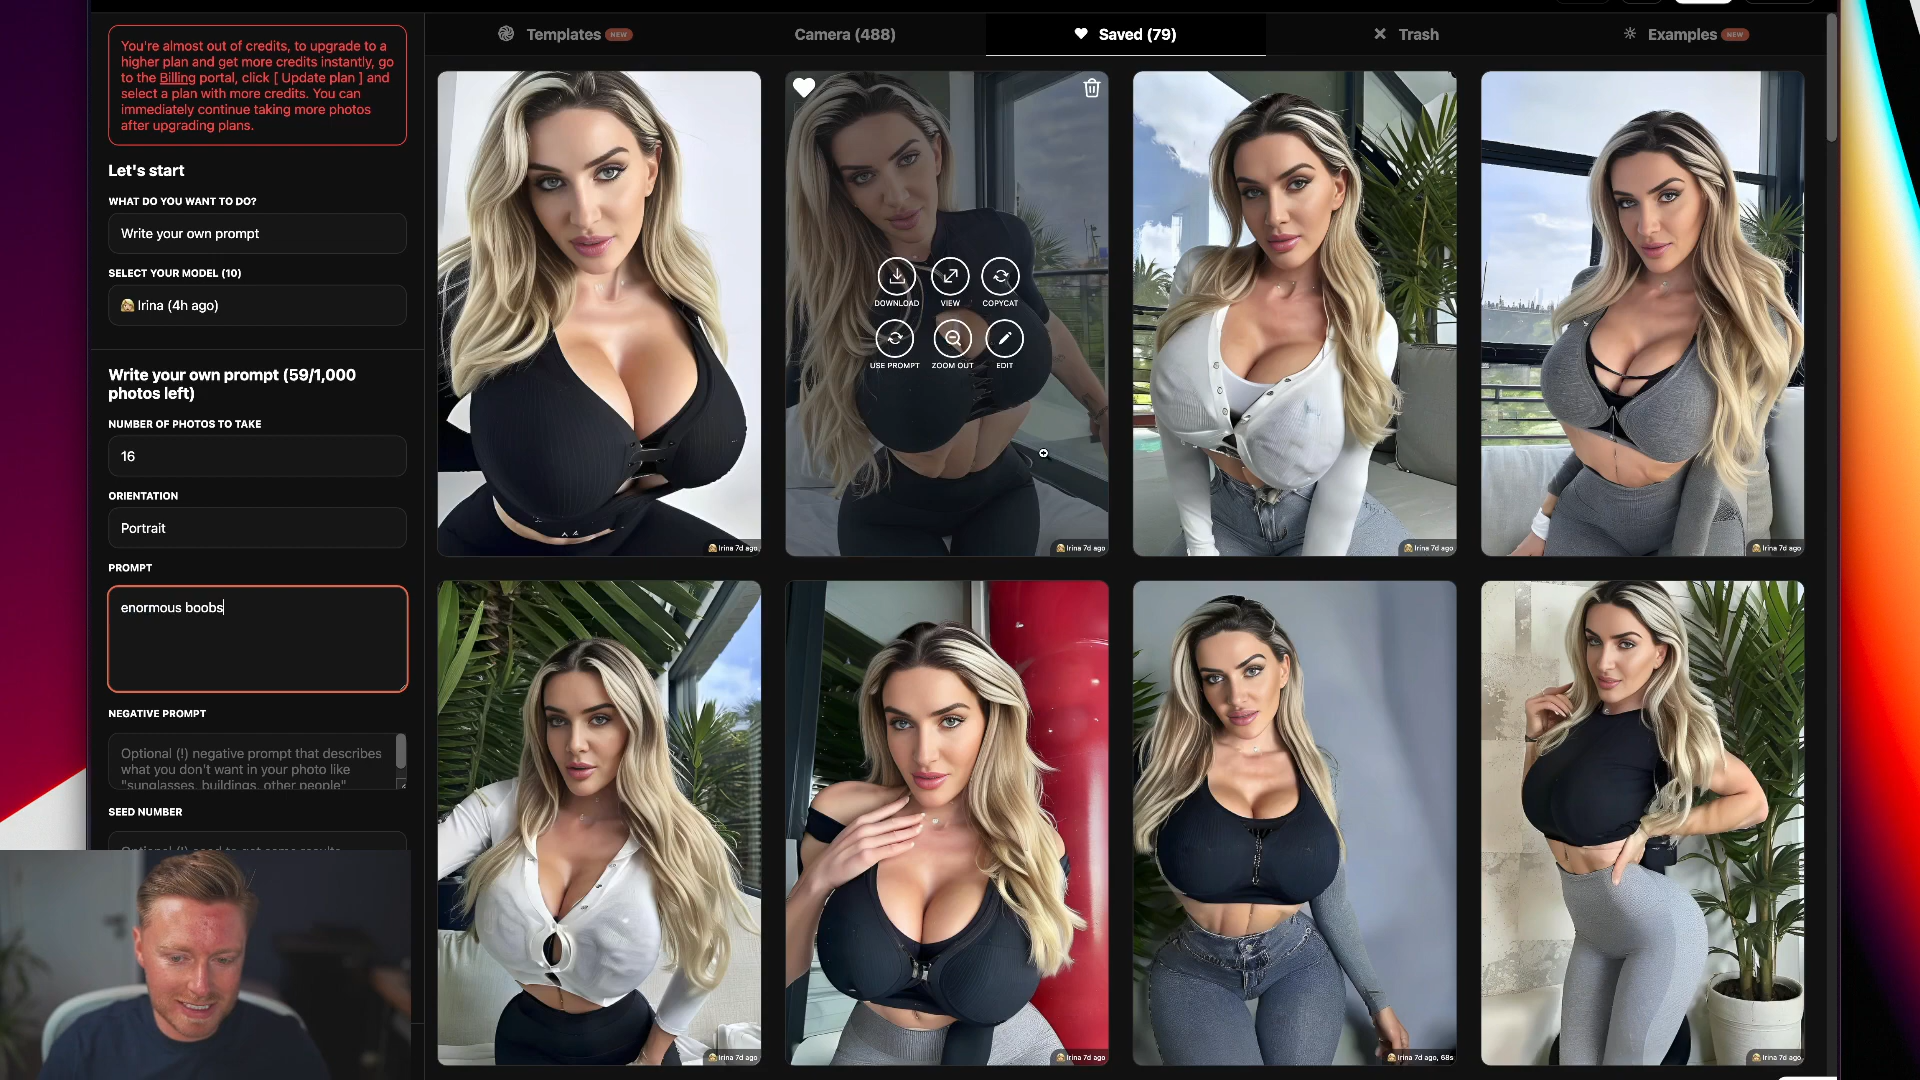 You're almost out of credits, to upgrade to a
higher plan and get more credits instantly, go
to the Billing portal, click [ Update plan ] and
select a plan with more credits. You can
immediately continue taking more photos
after upgrading plans.
Let's start
WHAT DO YOU WANT TO DO?
Write your own prompt
SELECT YOUR MODEL (10)
Irina (4h ago)
Write your own prompt (59/1,000
photos left)
NUMBER OF PHOTOS TO TAKE
16
ORIENTATION
Portrait
PROMPT
enormous boobs
NEGATIVE PROMPT
Optional (!) negative prompt that describes
what you don't want in your photo like
"sunglasses, buildings, other people"
SEED NUMBER
Templates NEW
Camera (488)
Saved (79)
Trash
Examples NEW
DOWNLOAD
VIEW
COPYCAT
USE PROMPT
ZOOM OUT
EDIT
Irina 7d ago
Irina 7d ago
Irina 7d ago
Irina 7d ago
Irina 7d ago
Irina 7d ago
Irina 7d ago, 68s
Irina 7d ago